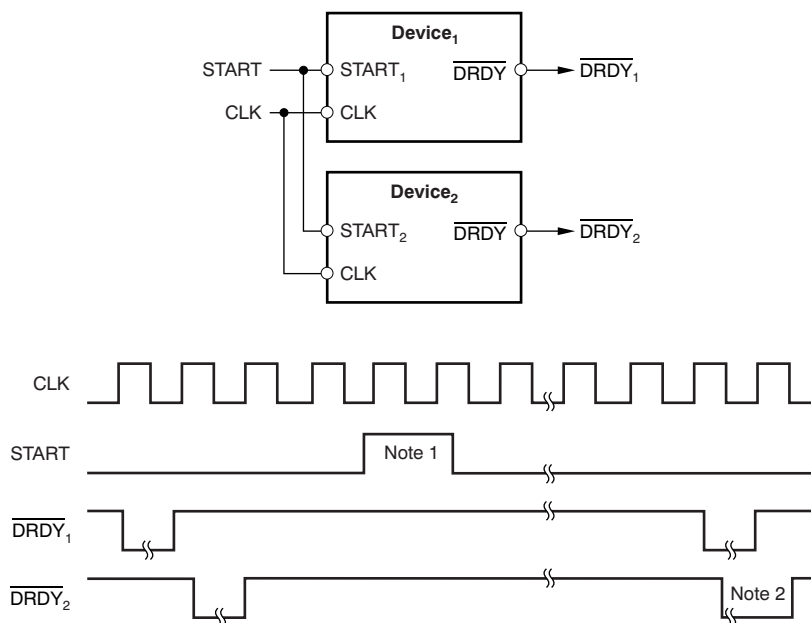 Device₁
START START₁ DRDY DRDY₁
CLK CLK
Device₂
START₂ DRDY DRDY₂
CLK
CLK
START Note 1
DRDY₁
DRDY₂ Note 2